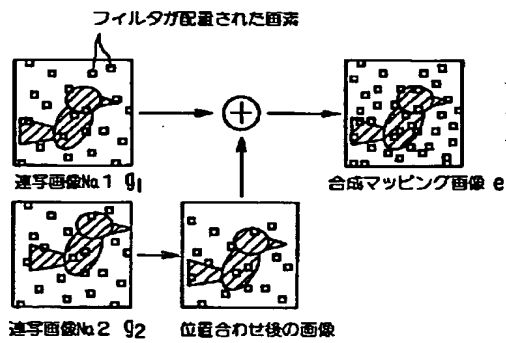 フィルタが配置された画素
連写画像No.1 g1
合成マッピング画像 e
連写画像No.2 g2
位置合わせ後の画像